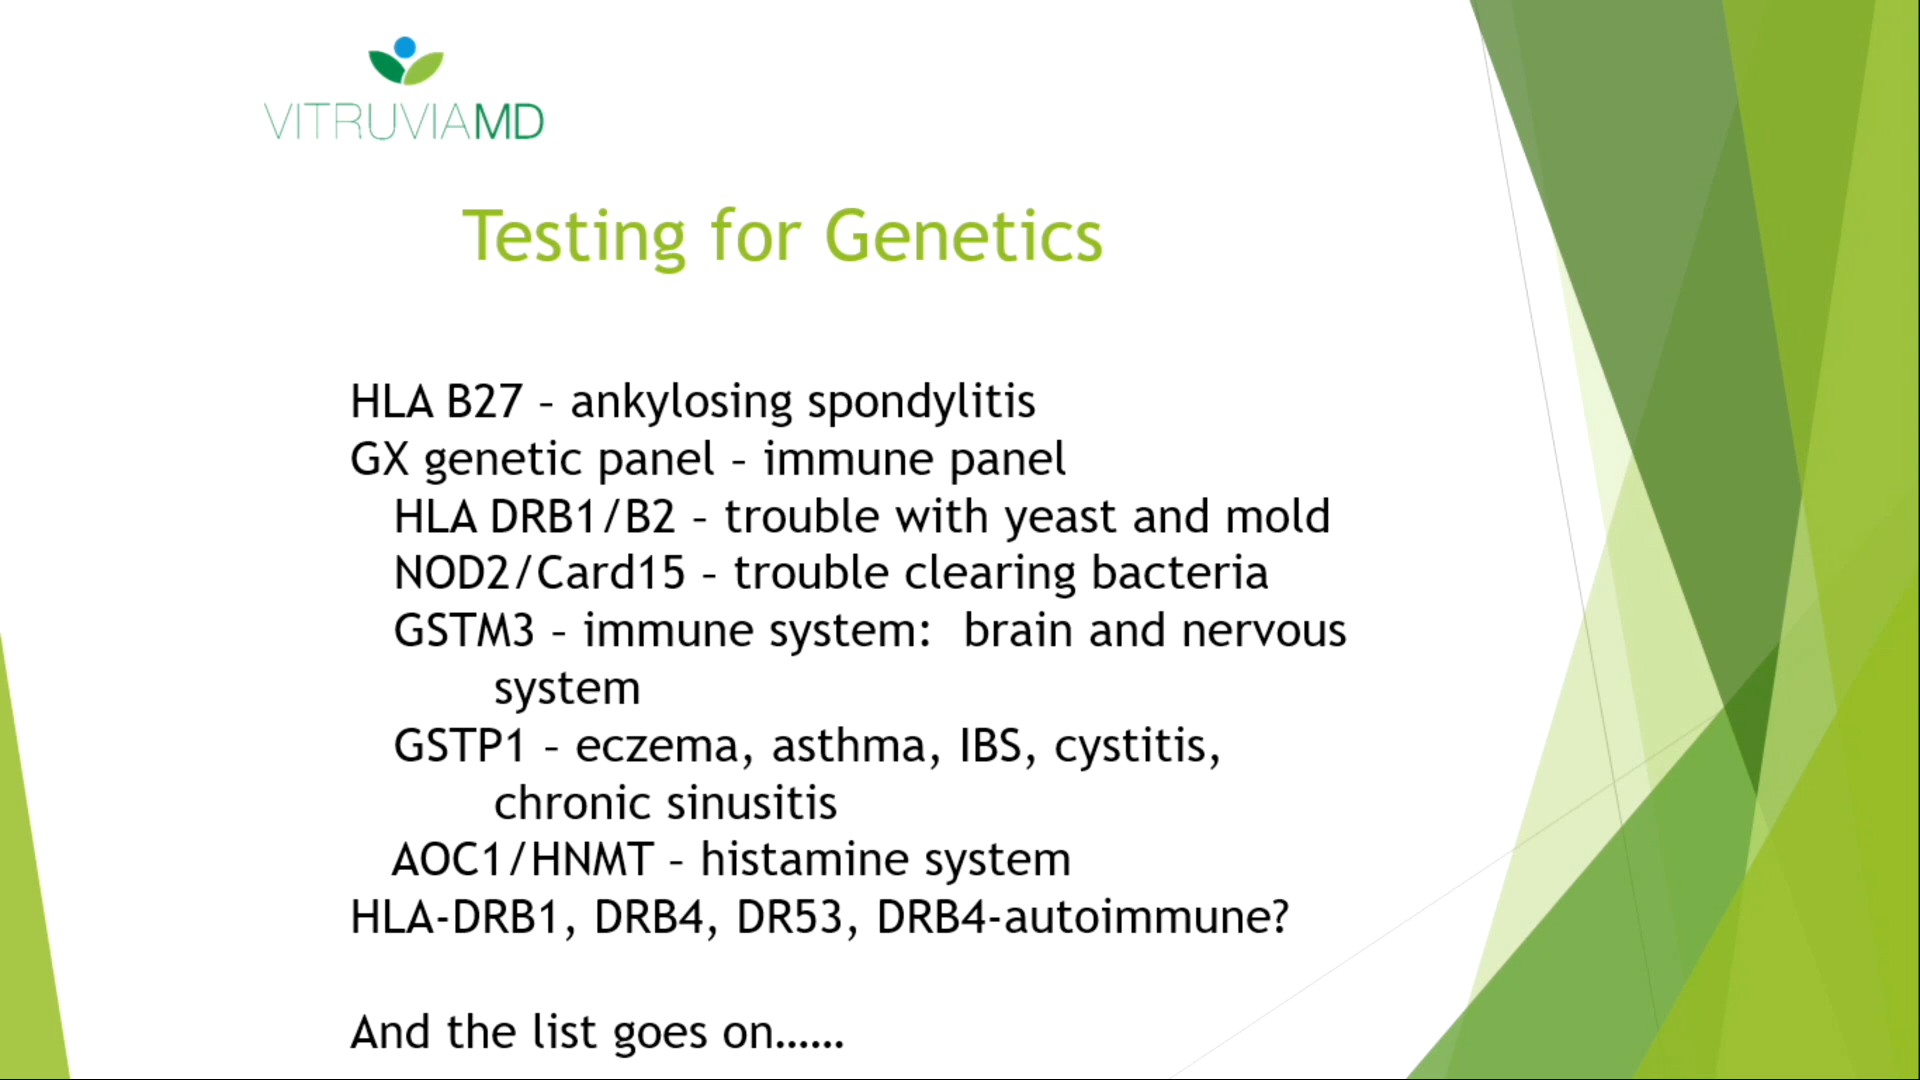 VITRUVIAMD
Testing for Genetics
HLA B27 – ankylosing spondylitis
GX genetic panel – immune panel
HLA DRB1/B2 – trouble with yeast and mold
NOD2/Card15 – trouble clearing bacteria
GSTM3 – immune system:  brain and nervous
system
GSTP1 – eczema, asthma, IBS, cystitis,
chronic sinusitis
AOC1/HNMT – histamine system
HLA-DRB1, DRB4, DR53, DRB4-autoimmune?
And the list goes on……